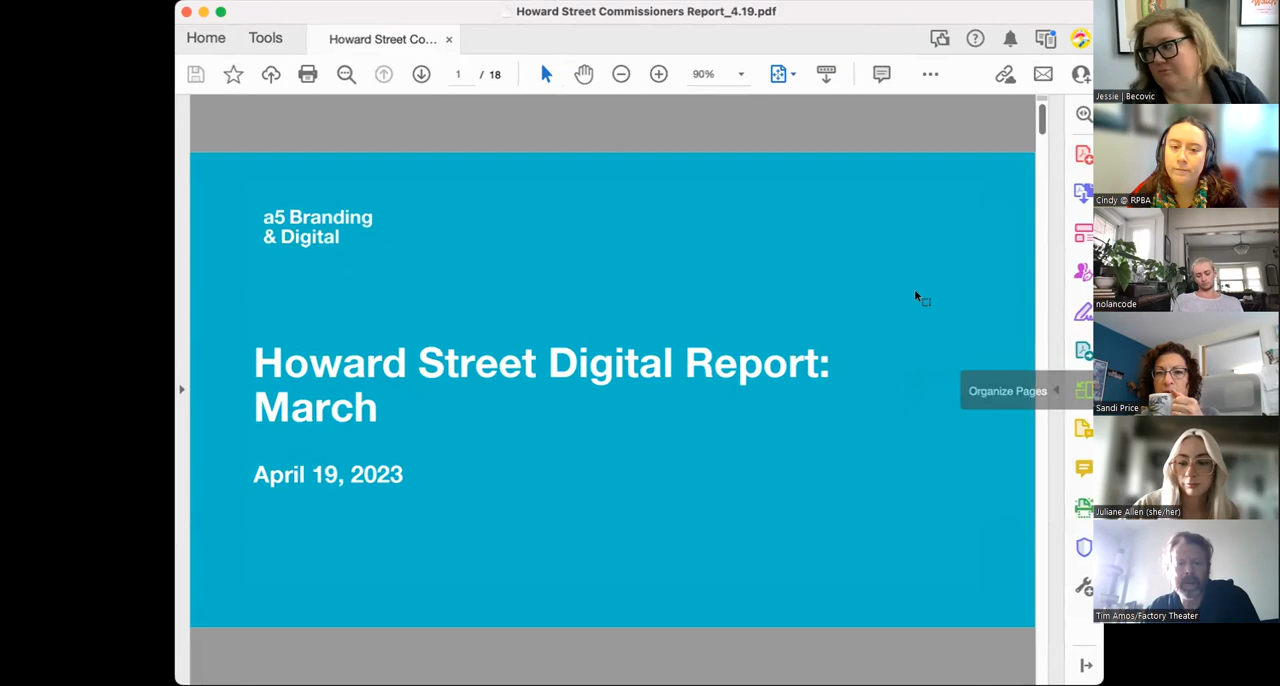 Howard Street Commissioners Report_4.19.pdf
Home
Tools
Howard Street Co...
1 / 18
90%
a5 Branding
& Digital
Howard Street Digital Report:
March
April 19, 2023
Organize Pages
Jessie | Becovic
Cindy @ RPBA
nolancode
Sandi Price
Juliane Allen (she/her)
Tim Amos/Factory Theater